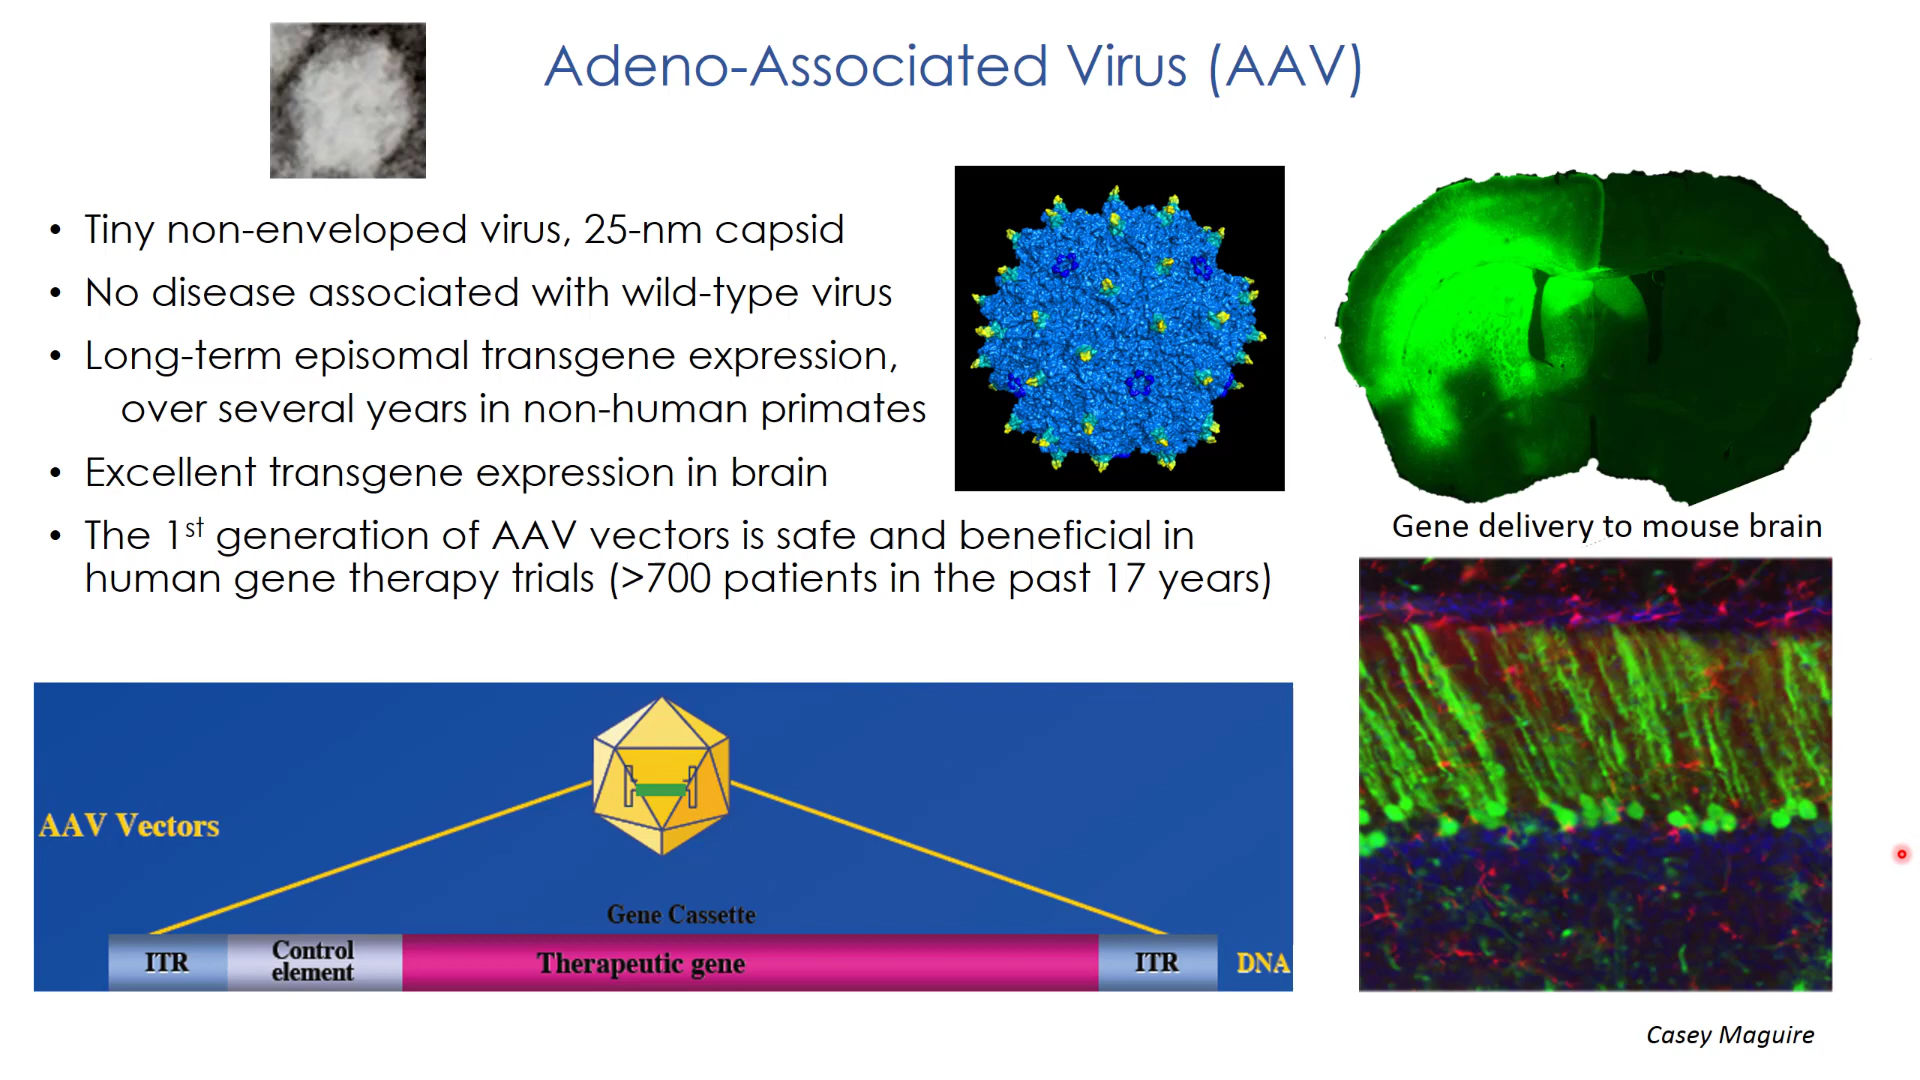 Adeno-Associated Virus (AAV)
• Tiny non-enveloped virus, 25-nm capsid
• No disease associated with wild-type virus
• Long-term episomal transgene expression,
over several years in non-human primates
• Excellent transgene expression in brain
• The 1st generation of AAV vectors is safe and beneficial in
human gene therapy trials (>700 patients in the past 17 years)
Gene delivery to mouse brain
AAV Vectors
Gene Cassette
ITR
Control
element
Therapeutic gene
ITR
DNA
Casey Maguire